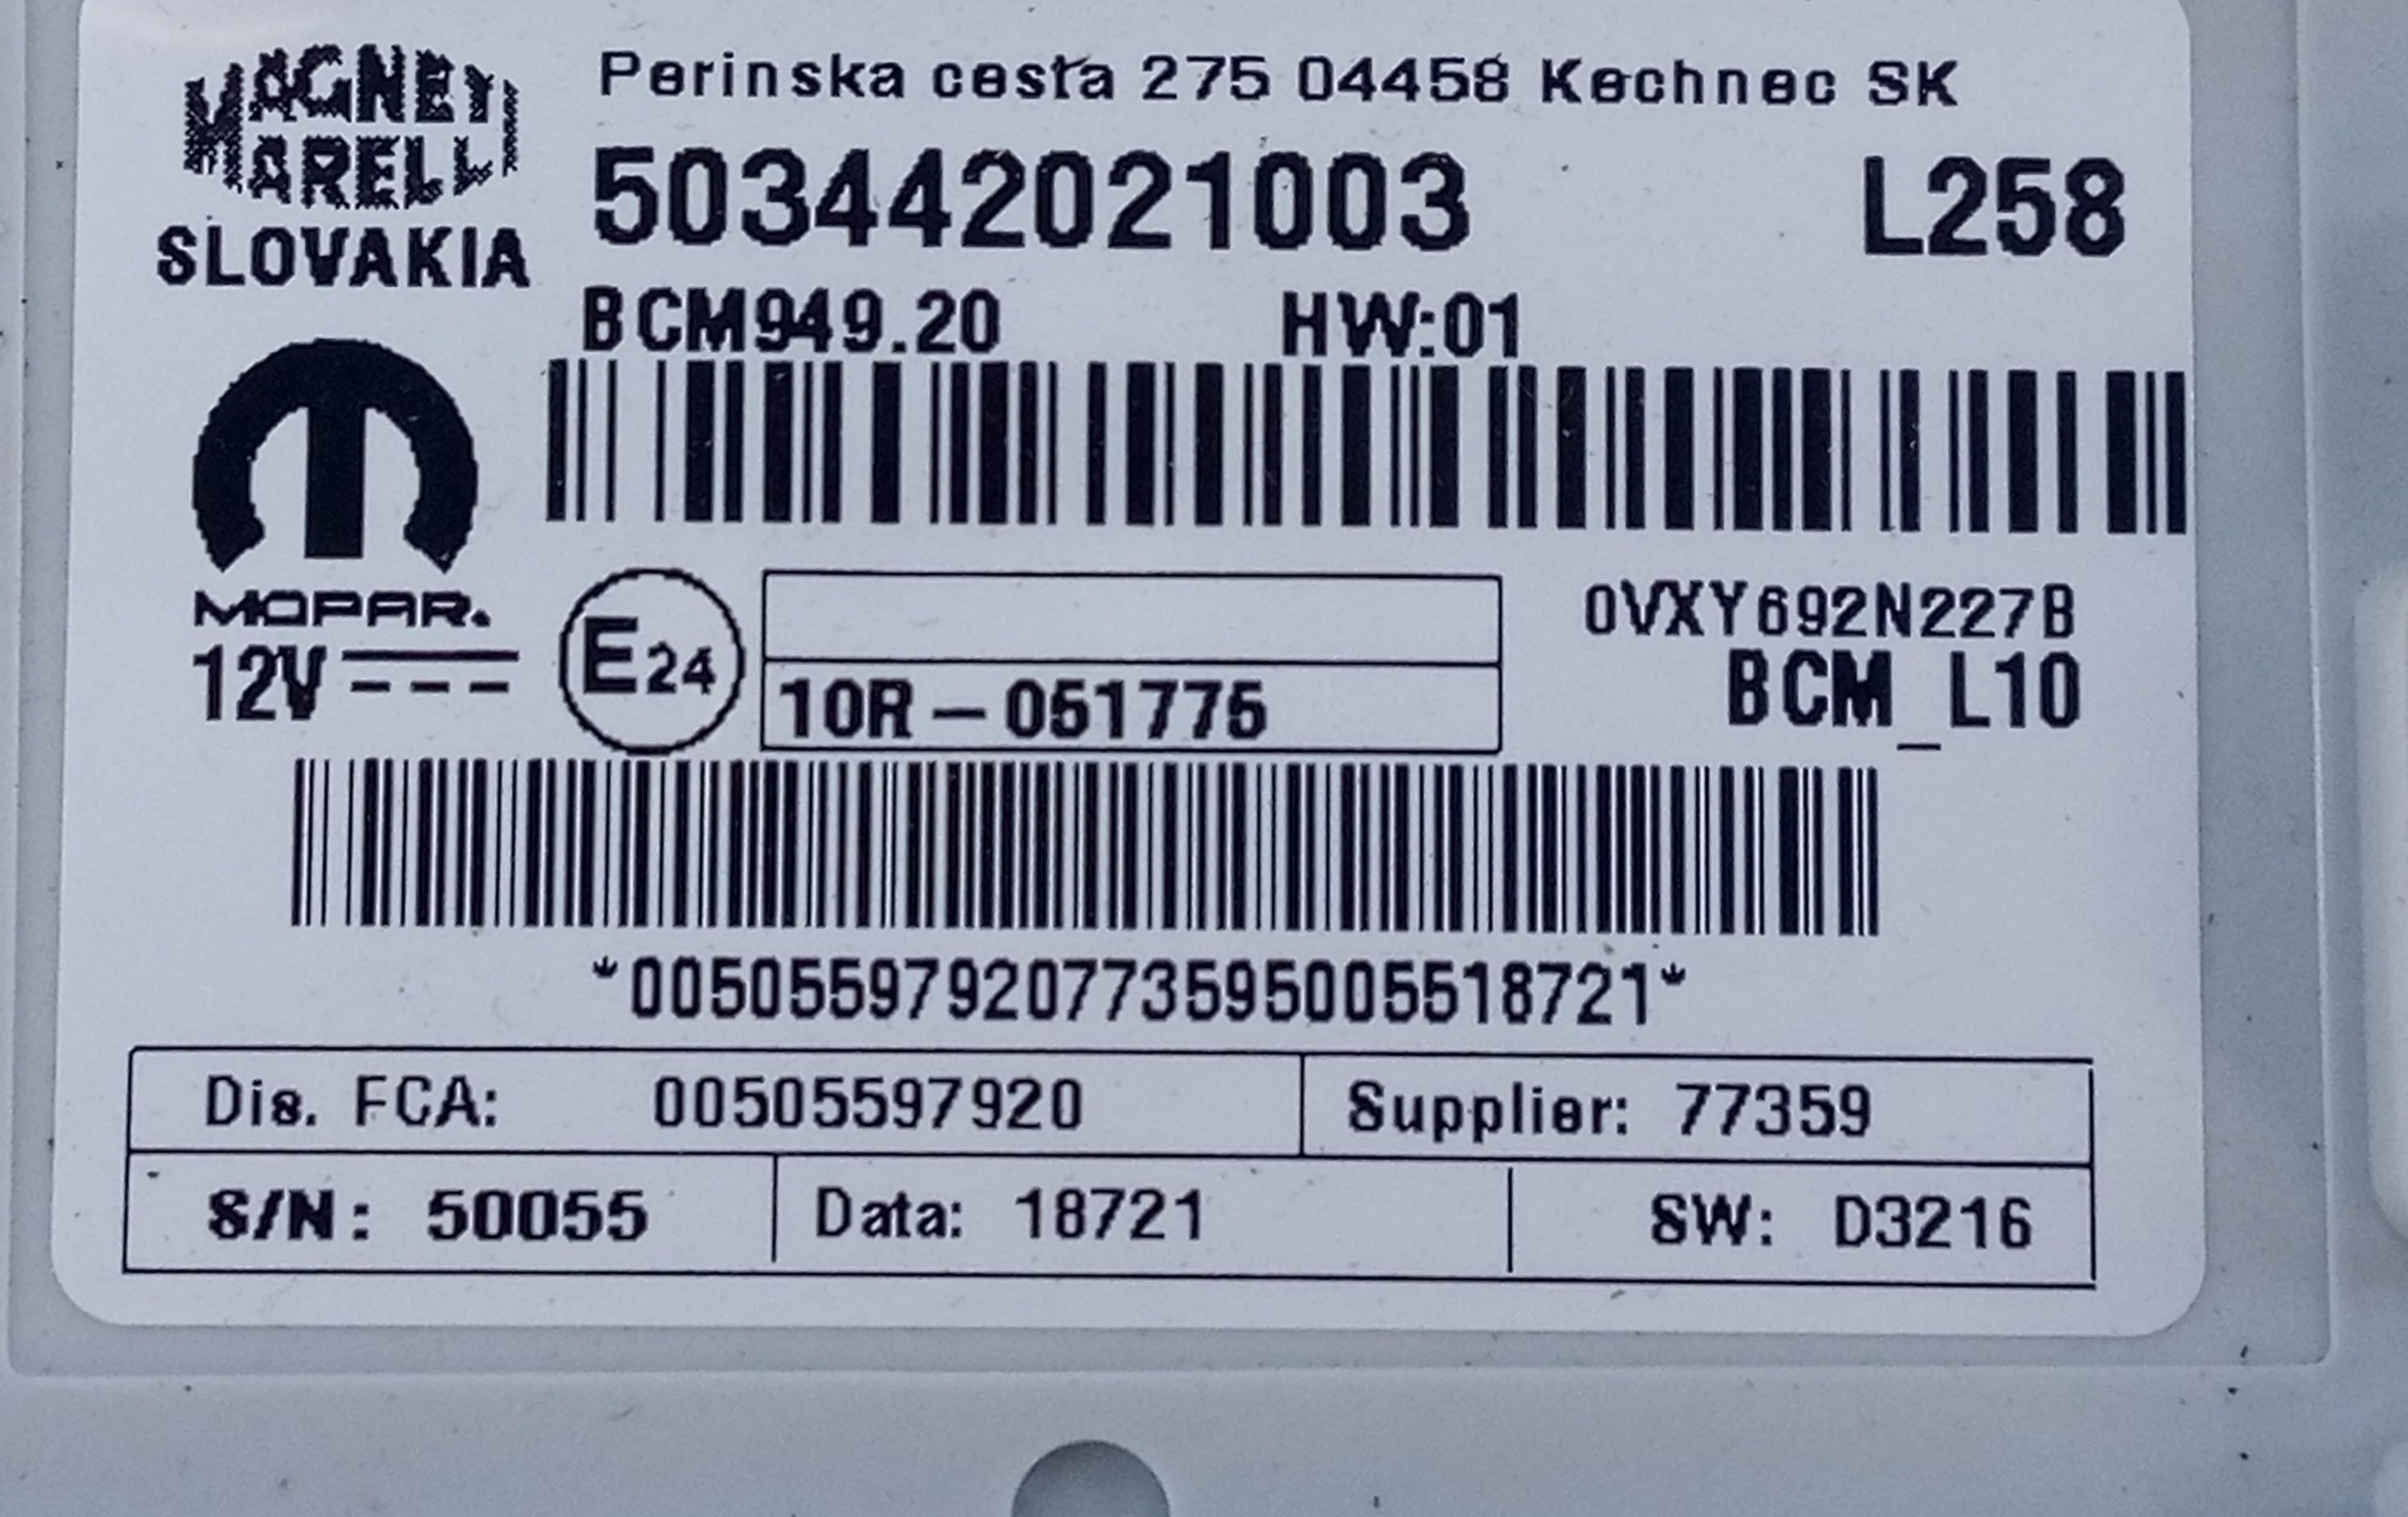 MAGNETI MARELLI
SLOVAKIA
Perinska cesta 275 04458 Kechnec SK
503442021003 L258
BCM949.20 HW:01
MOPAR.
12V
E24
10R - 051775
0VXY692N227B
BCM_L10
*00505597920773595005518721*
Dis. FCA: 00505597920 Supplier: 77359
S/N: 50055 Data: 18721 SW: D3216